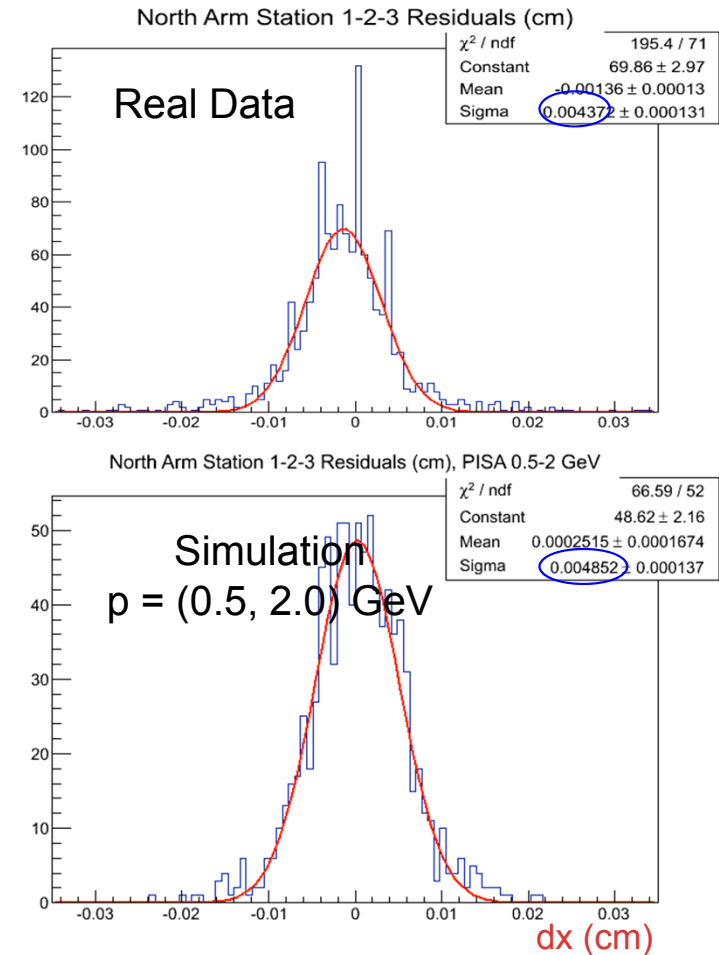 North Arm Station 1-2-3 Residuals (cm)
χ² / ndf 195.4 / 71
Constant 69.86 ± 2.97
Mean -0.00136 ± 0.00013
Sigma 0.004372 ± 0.000131
Real Data
120
100
80
60
40
20
0
-0.03 -0.02 -0.01 0 0.01 0.02 0.03
North Arm Station 1-2-3 Residuals (cm), PISA 0.5-2 GeV
χ² / ndf 66.59 / 52
Constant 48.62 ± 2.16
Mean 0.0002515 ± 0.0001674
Sigma 0.004852 ± 0.000137
Simulation
p = (0.5, 2.0) GeV
50
40
30
20
10
0
-0.03 -0.02 -0.01 0 0.01 0.02 0.03
dx (cm)